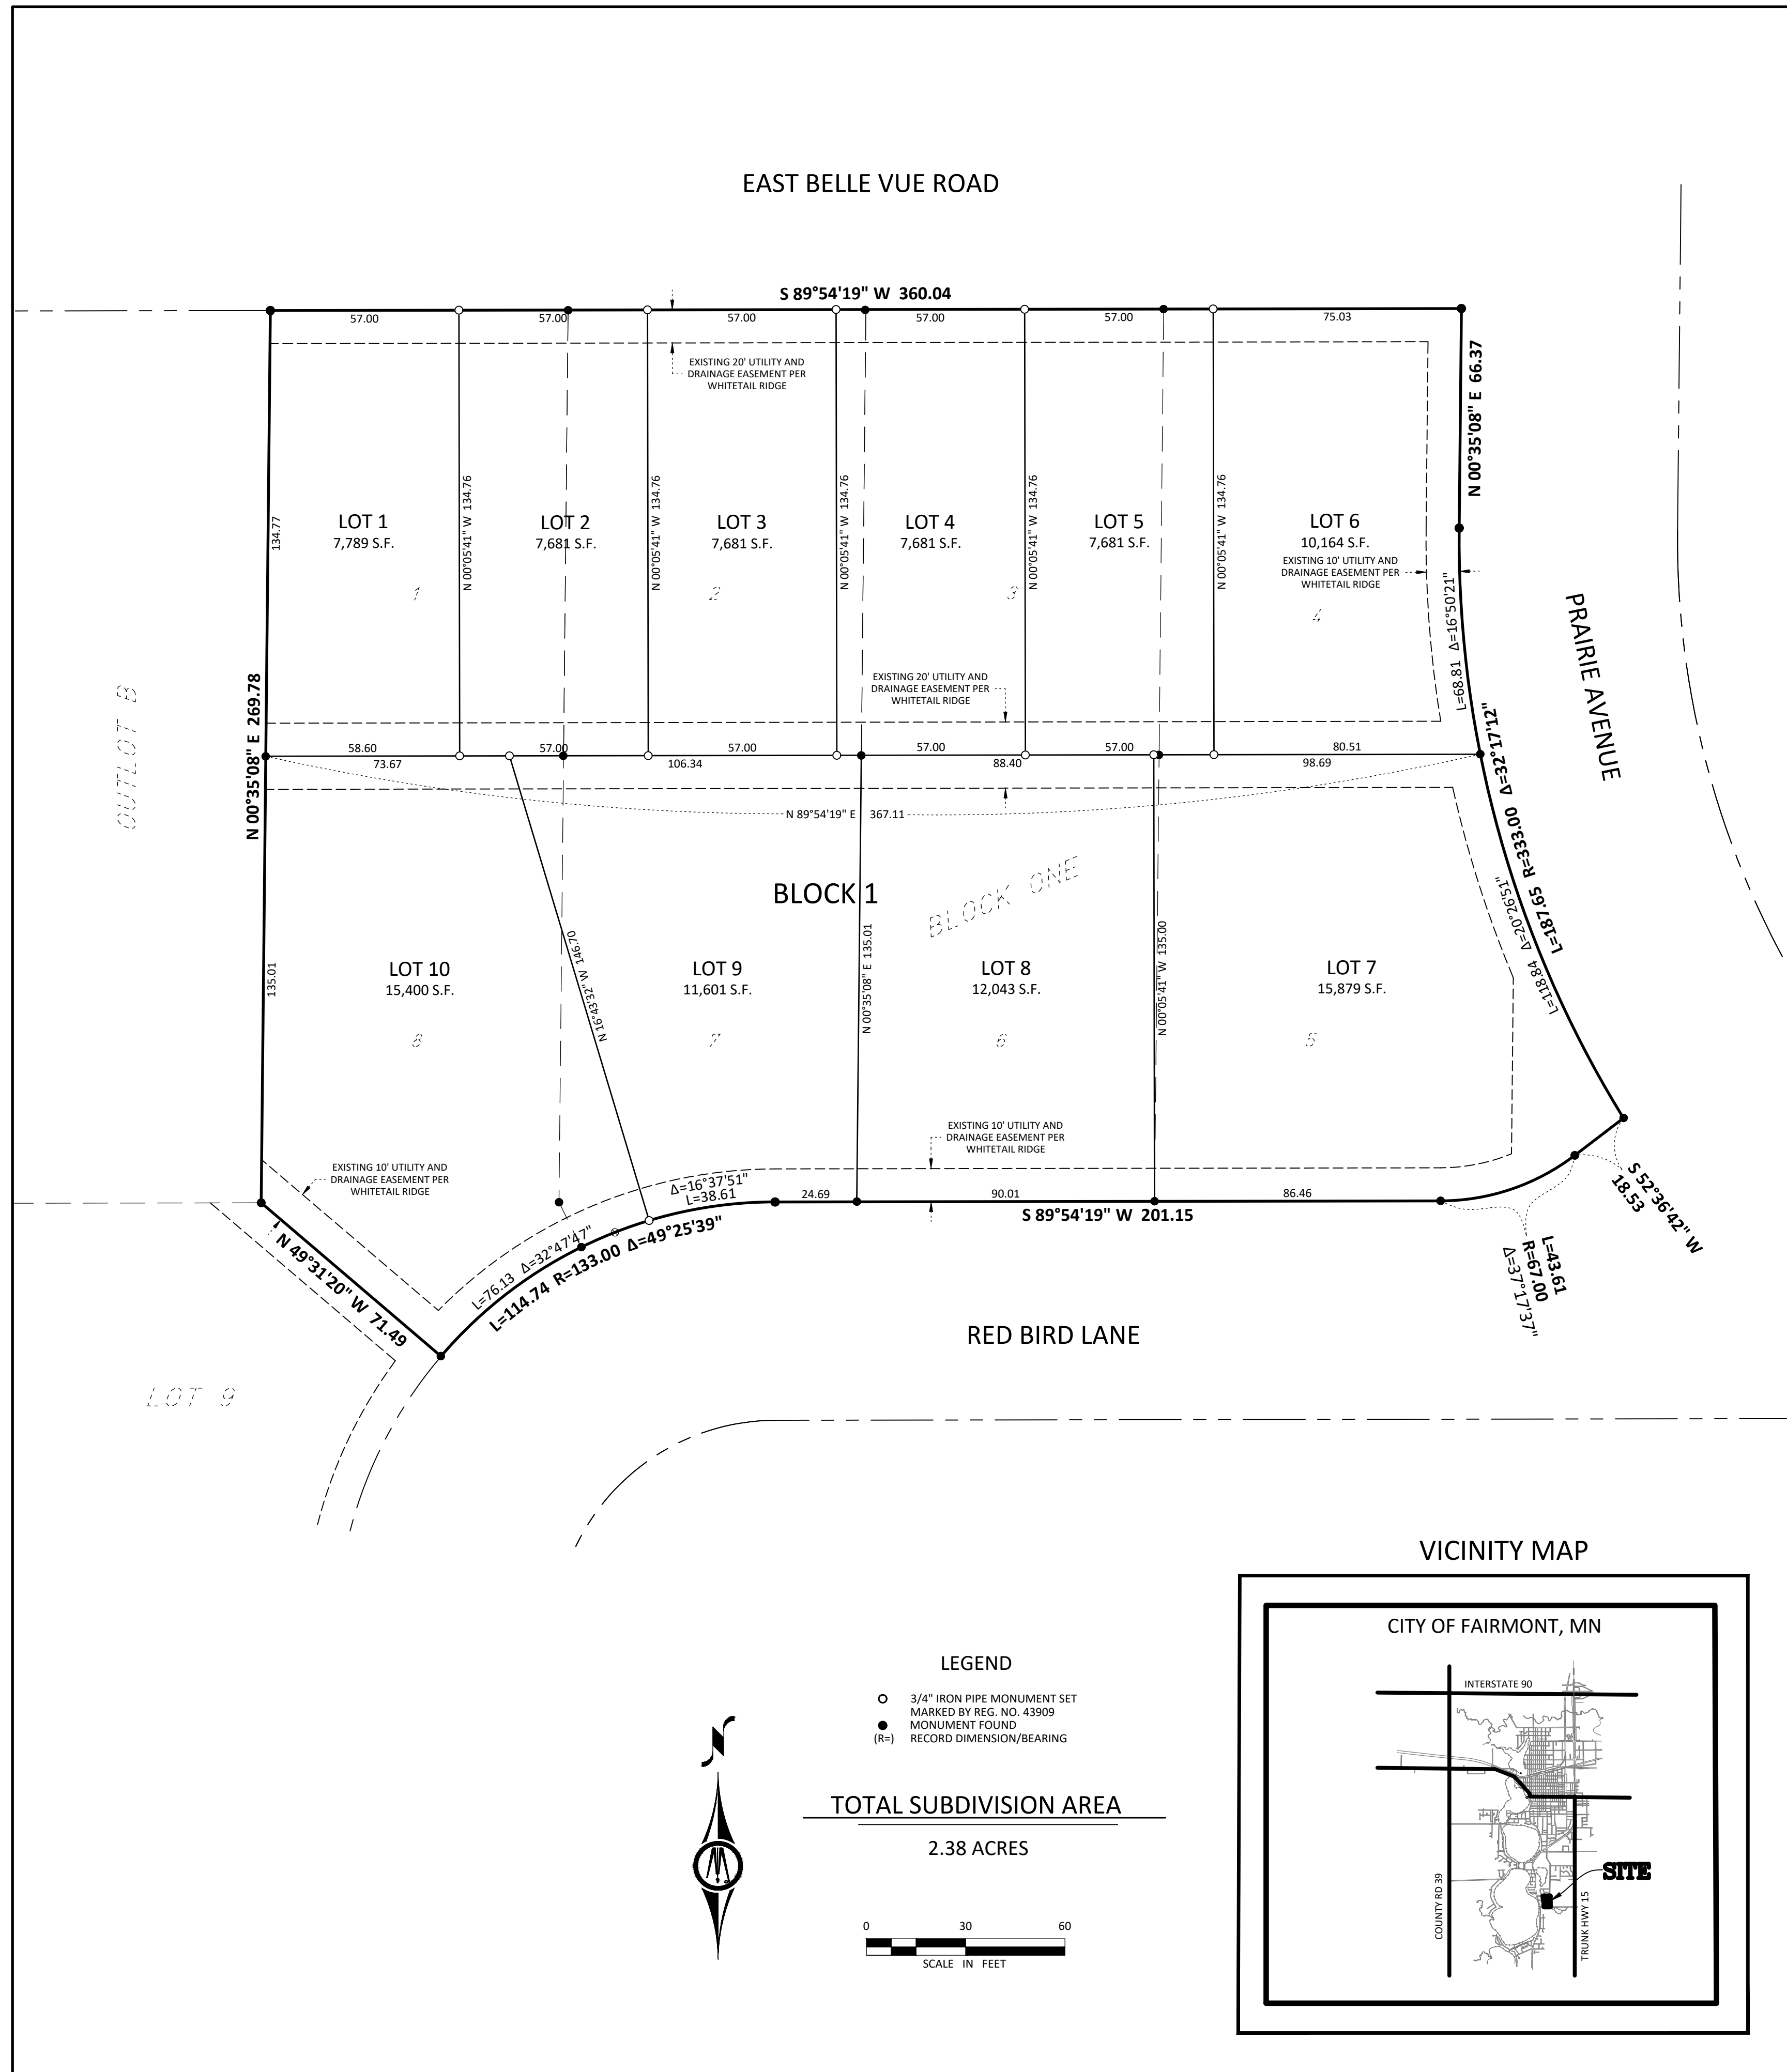 EAST BELLE VUE ROAD
S 89°54'19" W 360.04
57.00
57.00
57.00
57.00
57.00
75.03
EXISTING 20' UTILITY AND
DRAINAGE EASEMENT PER
WHITETAIL RIDGE
N 00°35'08" E 66.37
134.77
N 00°05'41" W 134.76
N 00°05'41" W 134.76
N 00°05'41" W 134.76
N 00°05'41" W 134.76
N 00°05'41" W 134.76
LOT 1
7,789 S.F.
LOT 2
7,681 S.F.
LOT 3
7,681 S.F.
LOT 4
7,681 S.F.
LOT 5
7,681 S.F.
LOT 6
10,164 S.F.
EXISTING 10' UTILITY AND
DRAINAGE EASEMENT PER
WHITETAIL RIDGE
1
2
3
4
L=68.81 Δ=16°50'21"
PRAIRIE AVENUE
OUTLOT B
N 00°35'08" E 269.78
EXISTING 20' UTILITY AND
DRAINAGE EASEMENT PER
WHITETAIL RIDGE
58.60
57.00
57.00
57.00
57.00
80.51
73.67
106.34
88.40
98.69
N 89°54'19" E 367.11
L=187.65 R=333.00 Δ=32°17'12"
L=118.84 Δ=20°26'51"
BLOCK 1
BLOCK ONE
135.01
N 16°43'32" W 146.70
N 00°35'08" E 135.01
N 00°05'41" W 135.00
LOT 10
15,400 S.F.
LOT 9
11,601 S.F.
LOT 8
12,043 S.F.
LOT 7
15,879 S.F.
8
7
6
5
EXISTING 10' UTILITY AND
DRAINAGE EASEMENT PER
WHITETAIL RIDGE
EXISTING 10' UTILITY AND
DRAINAGE EASEMENT PER
WHITETAIL RIDGE
Δ=16°37'51"
L=38.61
24.69
90.01
86.46
S 89°54'19" W 201.15
S 52°36'42" W
18.53
L=43.61
R=67.00
Δ=37°17'37"
L=76.13 Δ=32°47'47"
L=114.74 R=133.00 Δ=49°25'39"
N 49°31'20" W 71.49
RED BIRD LANE
LOT 9
VICINITY MAP
CITY OF FAIRMONT, MN
INTERSTATE 90
COUNTY RD 39
TRUNK HWY 15
SITE
LEGEND
3/4" IRON PIPE MONUMENT SET
MARKED BY REG. NO. 43909
MONUMENT FOUND
(R=) RECORD DIMENSION/BEARING
N
TOTAL SUBDIVISION AREA
2.38 ACRES
0 30 60
SCALE IN FEET